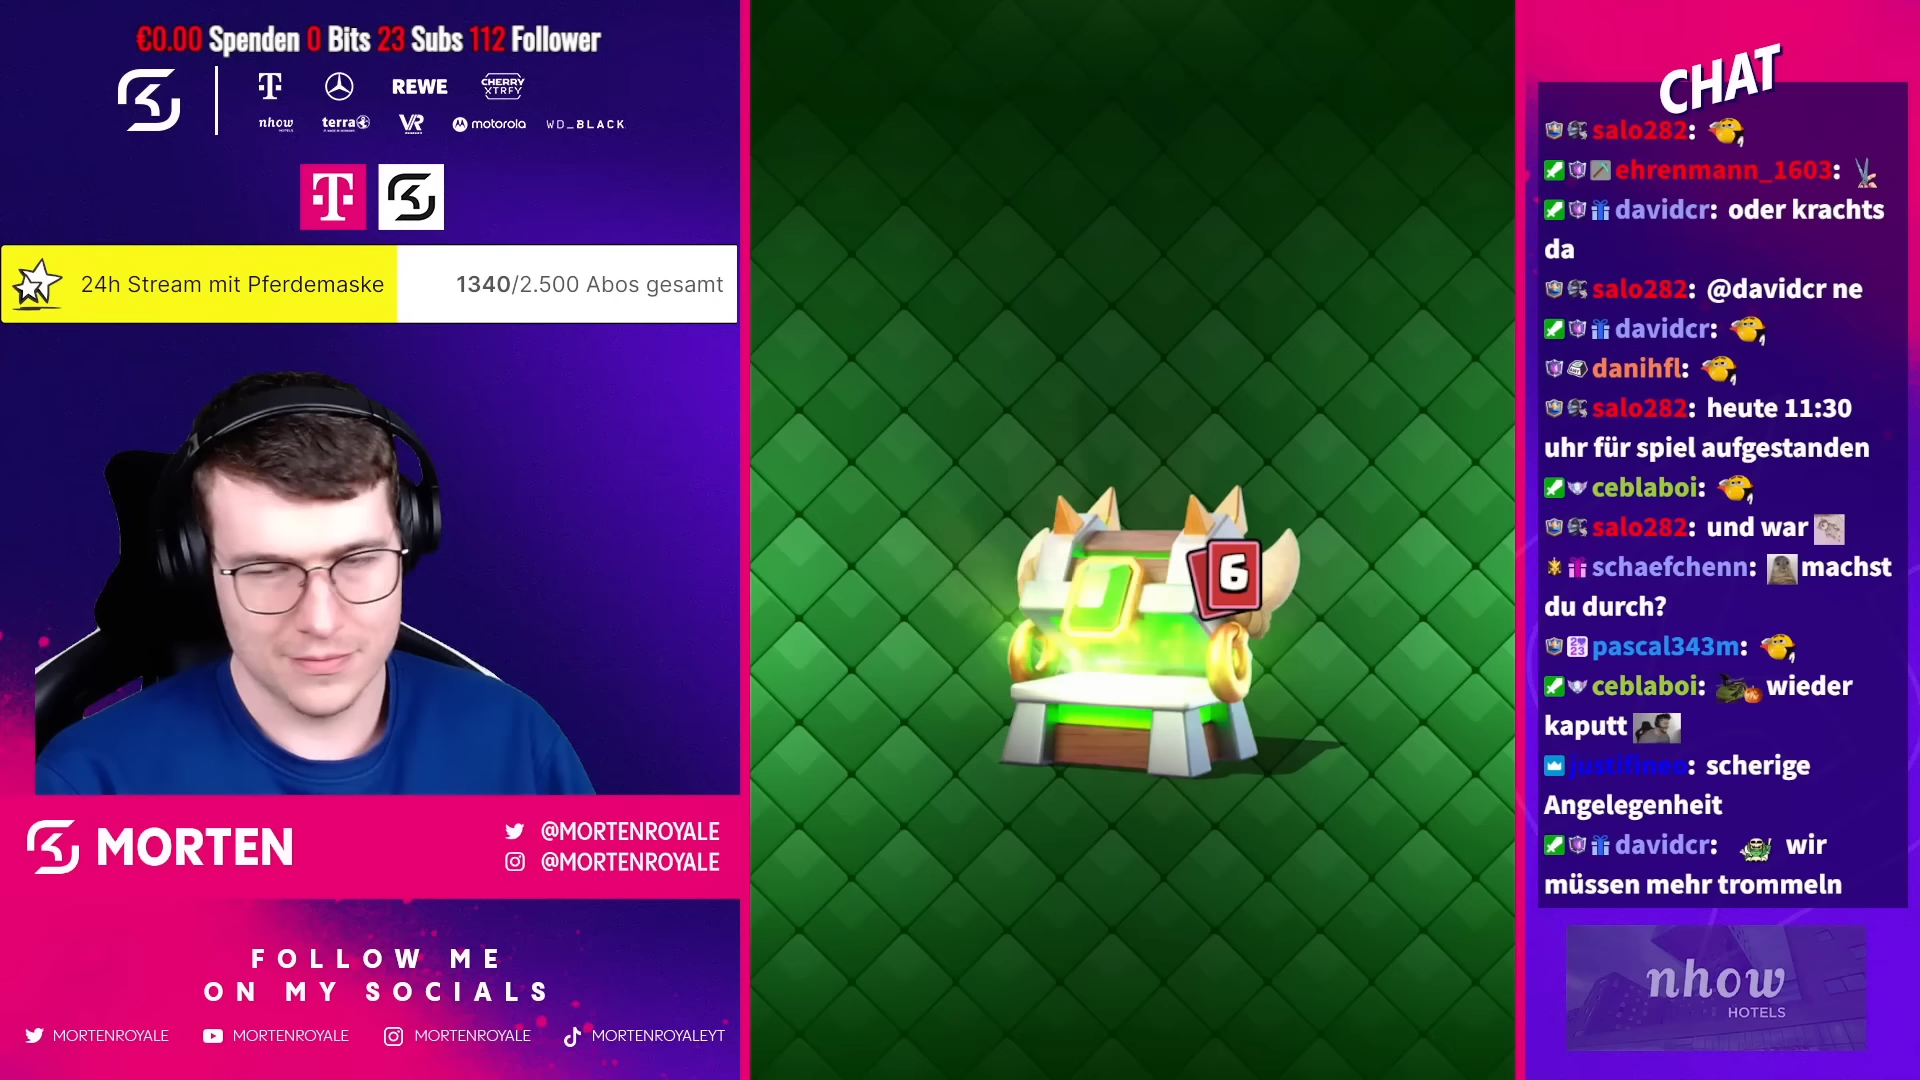 €0.00 Spenden 0 Bits 23 Subs 112 Follower
REWE
CHERRY
XTRFY
nhow
terra
VR
motorola
WD_BLACK
24h Stream mit Pferdemaske
1340/2.500 Abos gesamt
MORTEN
@MORTENROYALE
@MORTENROYALE
FOLLOW ME
ON MY SOCIALS
MORTENROYALE
MORTENROYALE
MORTENROYALE
MORTENROYALEYT
6
CHAT
salo282:
ehrenmann_1603:
davidcr: oder krachts
da
salo282: @davidcr ne
davidcr:
danihfl:
salo282: heute 11:30
uhr für spiel aufgestanden
ceblaboi:
salo282: und war
schaefchenn: machst
du durch?
pascal343m:
ceblaboi: wieder
kaputt
justifineo: scherige
Angelegenheit
davidcr: wir
müssen mehr trommeln
nhow
HOTELS